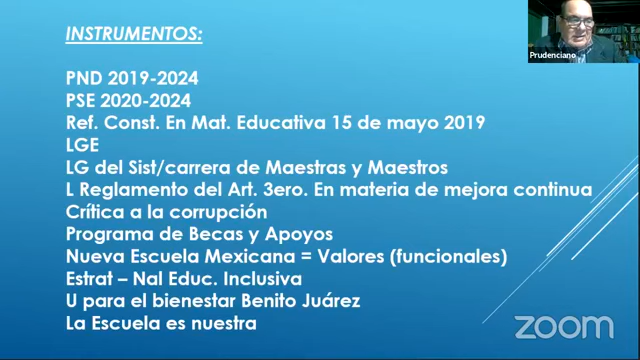 INSTRUMENTOS:
Prudenciano
PND 2019-2024
PSE 2020-2024
Ref. Const. En Mat. Educativa 15 de mayo 2019
LGE
LG del Sist/carrera de Maestras y Maestros
L Reglamento del Art. 3ero. En materia de mejora continua
Crítica a la corrupción
Programa de Becas y Apoyos
Nueva Escuela Mexicana = Valores (funcionales)
Estrat – Nal Educ. Inclusiva
U para el bienestar Benito Juárez
La Escuela es nuestra
zoom